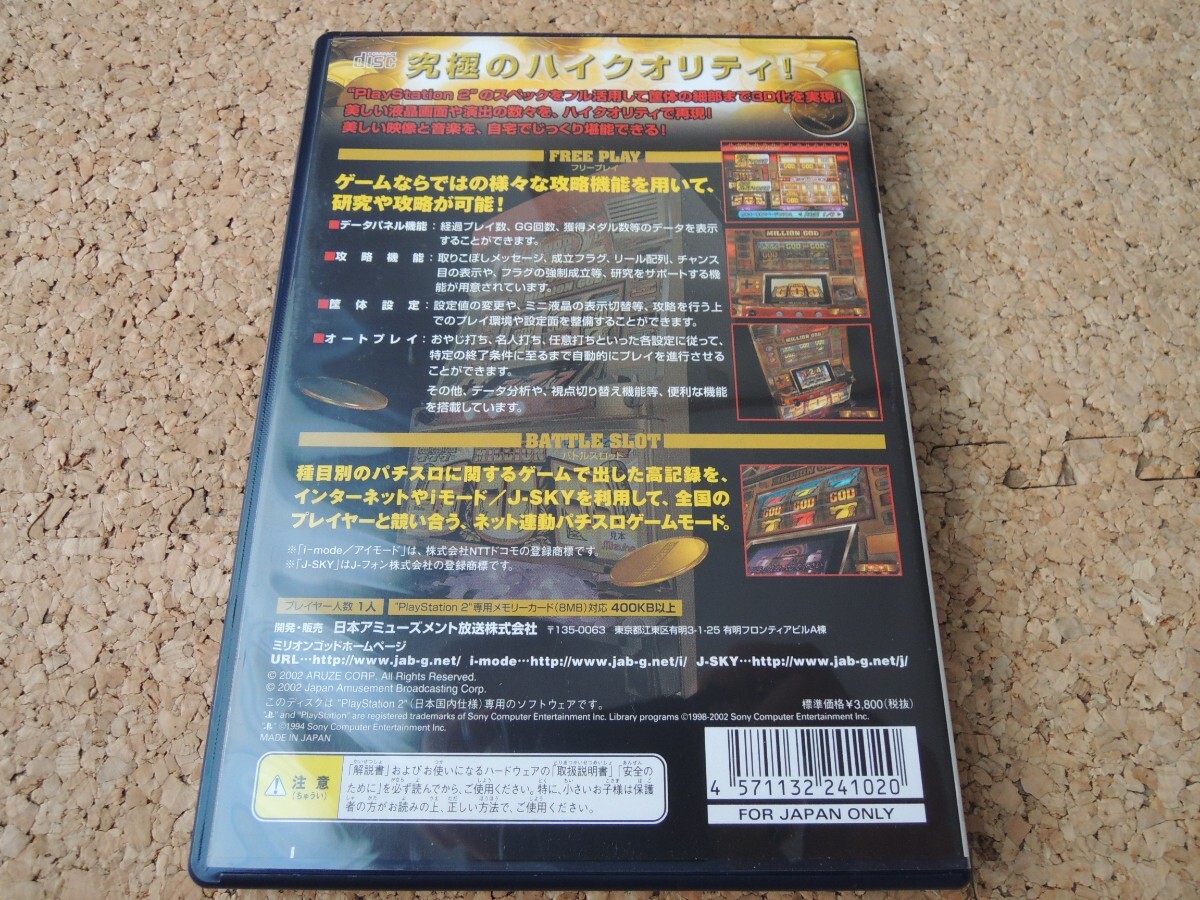 COMPACT
disc
究極のハイクオリティ!
"PlayStation 2"のスペックをフル活用して筐体の細部まで3D化を実現!
美しい液晶画面や演出の数々を、ハイクオリティで再現!
美しい映像と音楽を、自宅でじっくり堪能できる!
FREE PLAY
フリープレイ
ゲームならではの様々な攻略機能を用いて、
研究や攻略が可能!
■データパネル機能:経過プレイ数、GG回数、獲得メダル数等のデータを表示
することができます。
■攻略機能:取りこぼしメッセージ、成立フラグ、リール配列、チャンス
目の表示や、フラグの強制成立等、研究をサポートする機
能が用意されています。
■筐体設定:設定値の変更や、ミニ液晶の表示切替等、攻略を行う上
でのプレイ環境や設定面を整備することができます。
■オートプレイ:おやじ打ち、名人打ち、任意打ちといった各設定に従って、
特定の終了条件に至るまで自動的にプレイを進行させる
ことができます。
その他、データ分析や、視点切り替え機能等、便利な機能
を搭載しています。
MILLION GOD
BATTLE SLOT
バトルスロット
種目別のパチスロに関するゲームで出した高記録を、
インターネットやiモード/J-SKYを利用して、全国の
プレイヤーと競い合う、ネット連動パチスロゲームモード。
見本
GOD
GOD
GOD
※「i-mode/アイモード」は、株式会社NTTドコモの登録商標です。
※「J-SKY」はJ-フォン株式会社の登録商標です。
プレイヤー人数 1人 "PlayStation 2"専用メモリーカード(8MB)対応 400KB以上
開発・販売 日本アミューズメント放送株式会社 〒135-0063 東京都江東区有明3-1-25 有明フロンティアビルA棟
ミリオンゴッドホームページ
URL…http://www.jab-g.net/ i-mode…http://www.jab-g.net/i/ J-SKY…http://www.jab-g.net/j/
© 2002 ARUZE CORP. All Rights Reserved.
© 2002 Japan Amusement Broadcasting Corp.
このディスクは "PlayStation 2"(日本国内仕様)専用のソフトウェアです。
標準価格¥3,800(税抜)
" " and "PlayStation" are registered trademarks of Sony Computer Entertainment Inc. Library programs ©1998-2002 Sony Computer Entertainment Inc.
" " ©1994 Sony Computer Entertainment Inc.
MADE IN JAPAN
注意
(ちゅうい)
「解説書」およびお使いになるハードウェアの「取扱説明書」「安全の
ために」を必ず読んでから、ご使用ください。特に、小さいお子様は保護
者の方がお読みの上、正しい方法で、ご使用ください。
4 571132 241020
FOR JAPAN ONLY